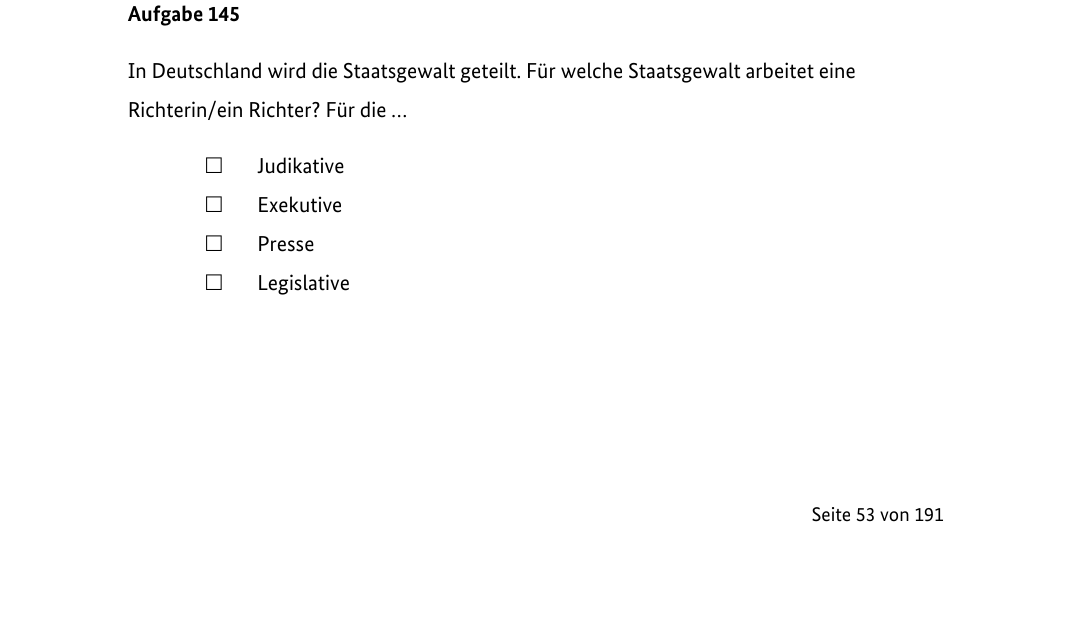 Aufgabe 145
In Deutschland wird die Staatsgewalt geteilt. Für welche Staatsgewalt arbeitet eine
Richterin/ein Richter? Für die …
☐ Judikative
☐ Exekutive
☐ Presse
☐ Legislative
Seite 53 von 191